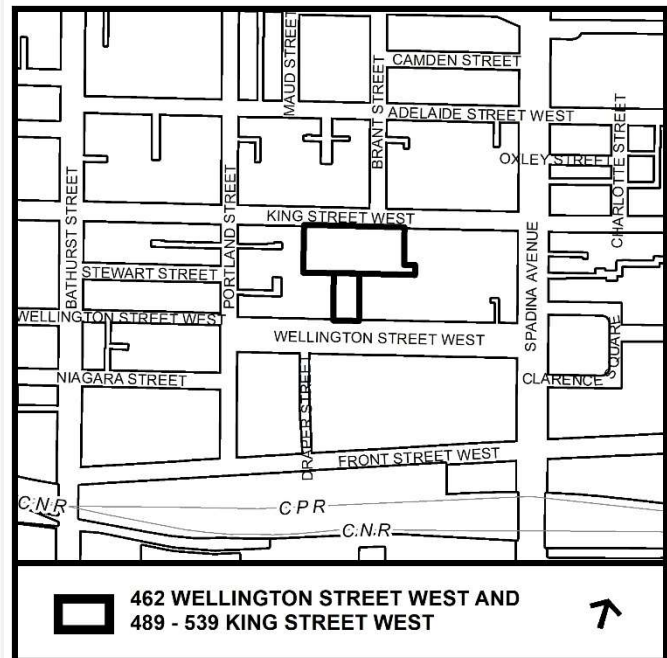 CAMDEN STREET
MAUD STREET
BRANT STREET
ADELAIDE STREET WEST
OXLEY STREET
CHARLOTTE STREET
KING STREET WEST
BATHURST STREET
PORTLAND STREET
SPADINA AVENUE
STEWART STREET
WELLINGTON STREET WEST
WELLINGTON STREET WEST
NIAGARA STREET
CLARENCE SQUARE
DRAPER STREET
FRONT STREET WEST
C.N.R
C P R
C.N.R
462 WELLINGTON STREET WEST AND
489 - 539 KING STREET WEST